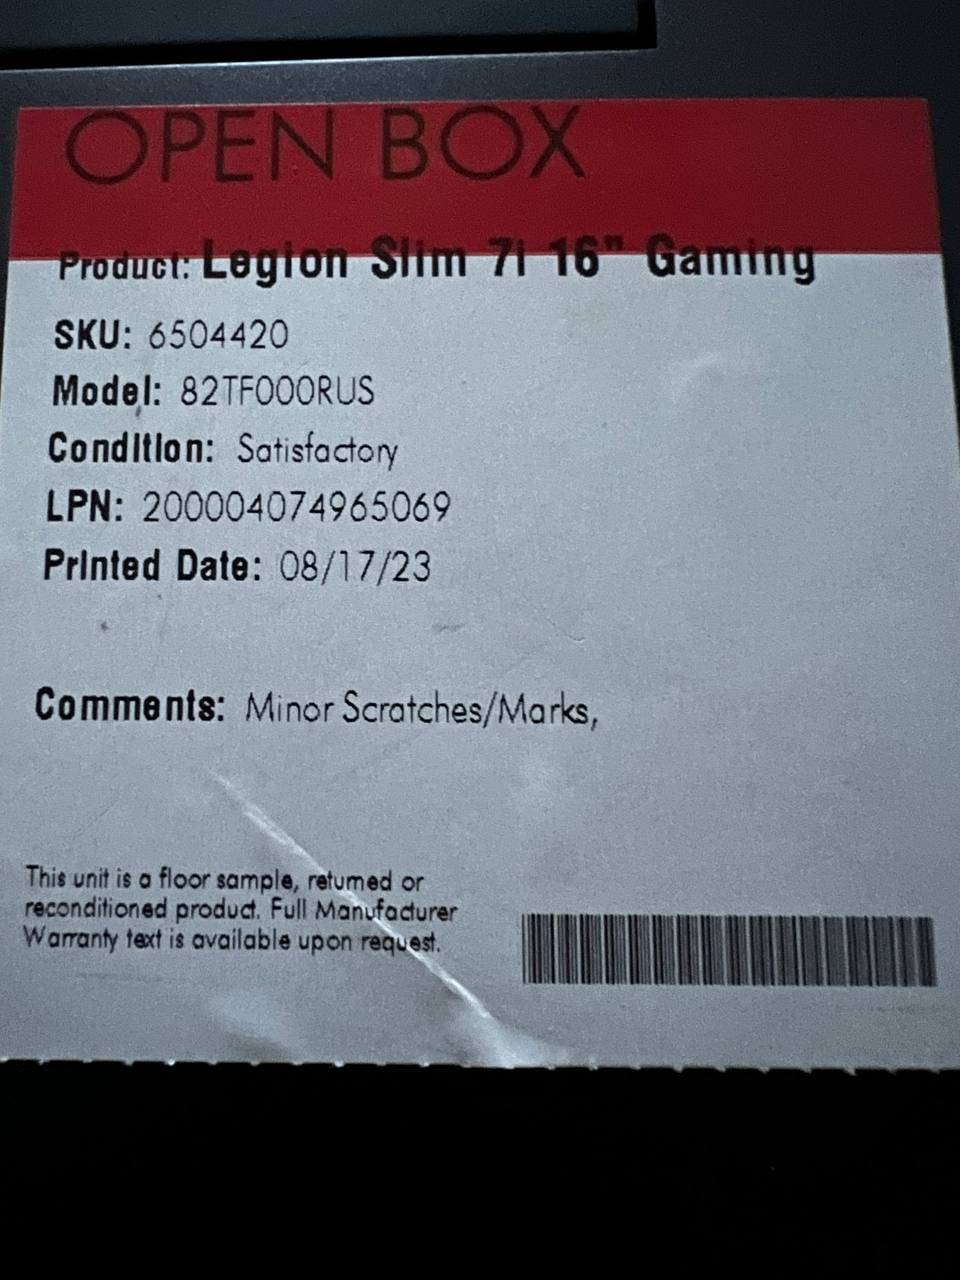 OPEN BOX
Product: Legion Slim 7i 16" Gaming
SKU: 6504420
Model: 82TF000RUS
Condition: Satisfactory
LPN: 200004074965069
Printed Date: 08/17/23
Comments: Minor Scratches/Marks,
This unit is a floor sample, returned or
reconditioned product. Full Manufacturer
Warranty text is available upon request.